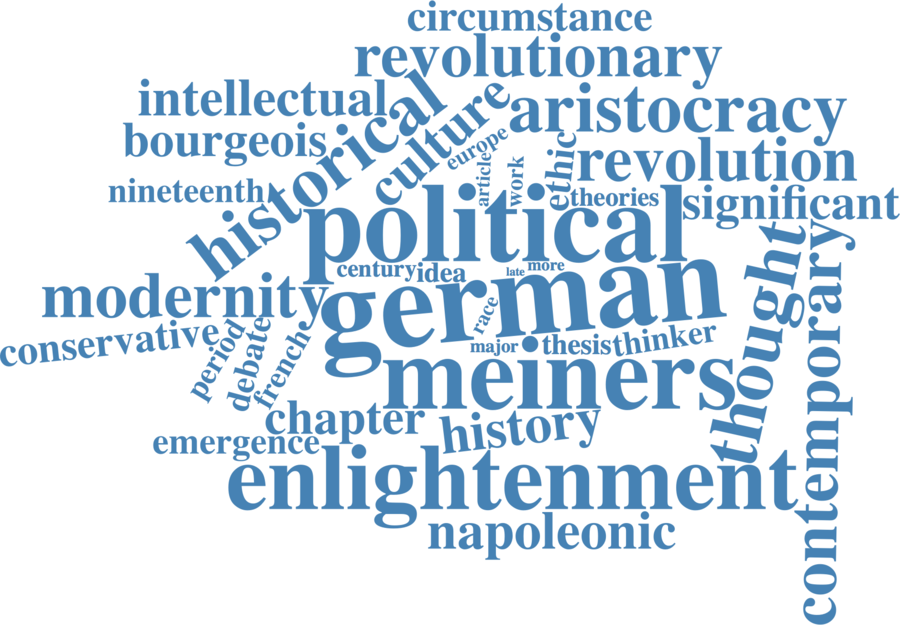 circumstance
revolutionary
intellectual
aristocracy
bourgeois
historical
culture
europe
article
work
ethic
revolution
nineteenth
theories
significant
political
century
idea
late
more
thought
contemporary
modernity
german
race
conservative
period
debate
french
major
thesis
thinker
meiners
chapter
history
emergence
enlightenment
napoleonic